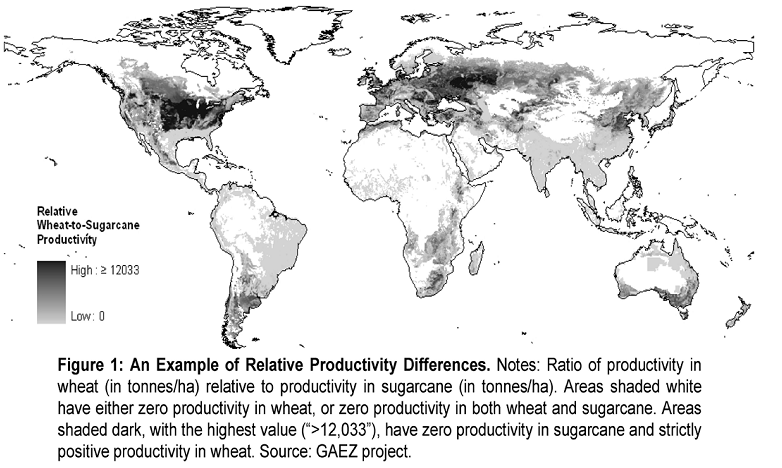 Relative
Wheat-to-Sugarcane
Productivity
High : ≥ 12033
Low : 0
Figure 1: An Example of Relative Productivity Differences. Notes: Ratio of productivity in
wheat (in tonnes/ha) relative to productivity in sugarcane (in tonnes/ha). Areas shaded white
have either zero productivity in wheat, or zero productivity in both wheat and sugarcane. Areas
shaded dark, with the highest value (“>12,033”), have zero productivity in sugarcane and strictly
positive productivity in wheat. Source: GAEZ project.